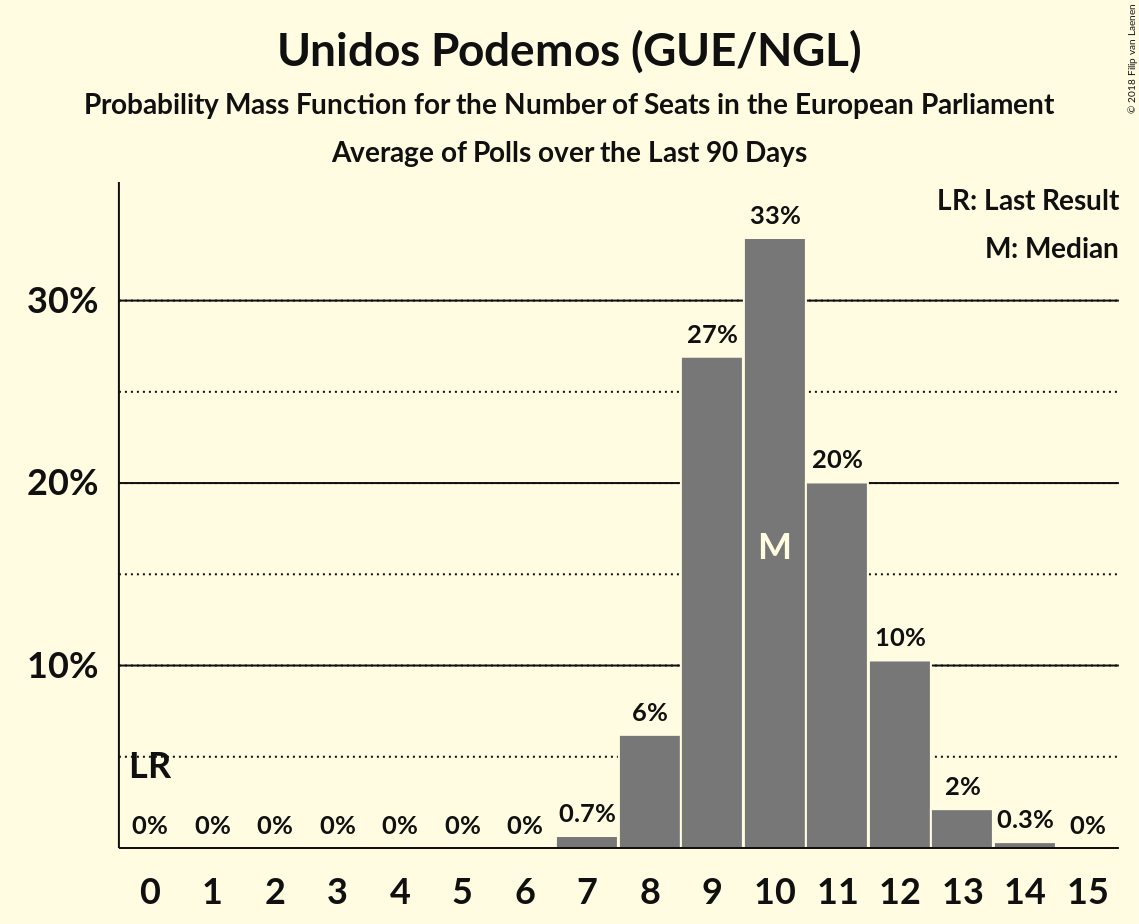 Unidos Podemos (GUE/NGL)
Probability Mass Function for the Number of Seats in the European Parliament
Average of Polls over the Last 90 Days
© 2018 Filip van Laenen
LR: Last Result
M: Median
33%
30%
27%
20%
20%
M
10%
10%
6%
LR
2%
0% 0% 0% 0% 0% 0% 0% 0.7% 0.3% 0%
0 1 2 3 4 5 6 7 8 9 10 11 12 13 14 15